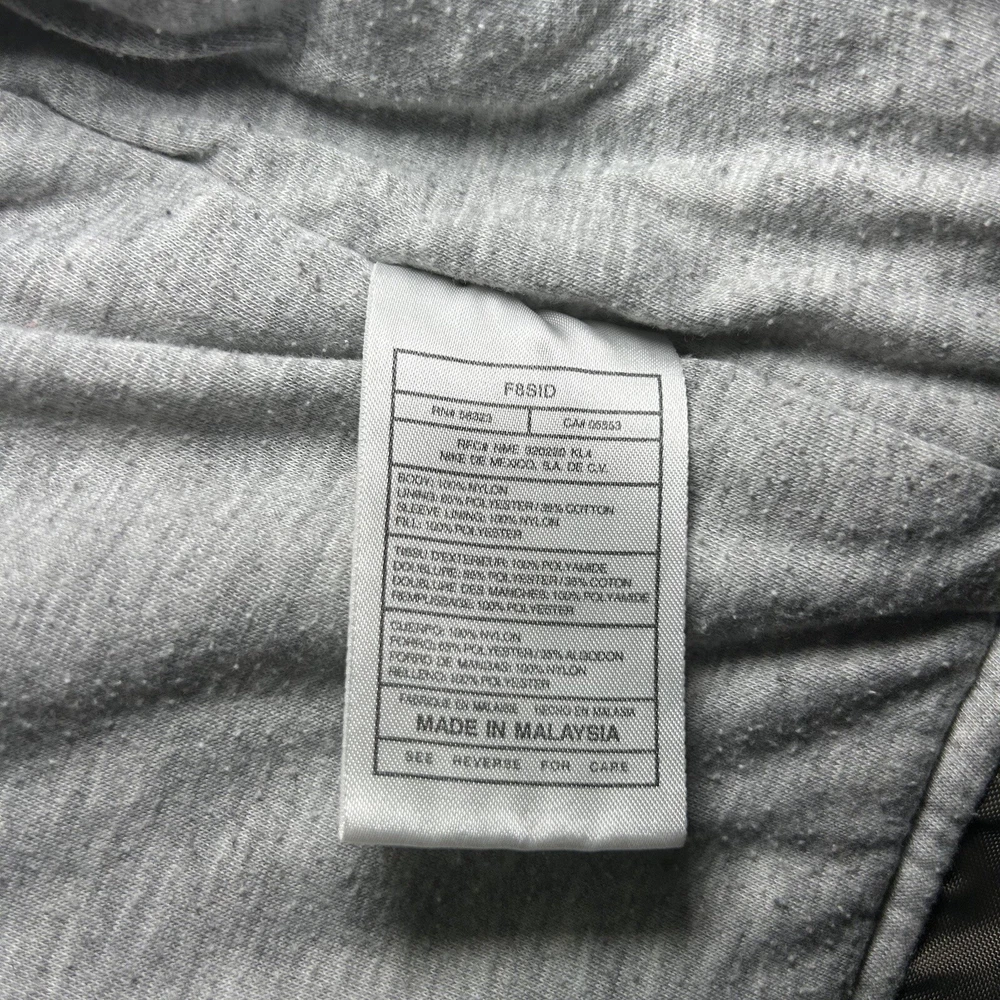 F8SID
RN# 56323 CA# 05553
RFC# NME 920220 KL4
NIKE DE MEXICO, S.A. DE C.V.
BODY: 100% NYLON
LINING: 65% POLYESTER / 35% COTTON
SLEEVE LINING: 100% NYLON
FILL: 100% POLYESTER
TISSU D'EXTERIEUR: 100% POLYAMIDE
DOUBLURE: 65% POLYESTER / 35% COTON
DOUBLURE DES MANCHES: 100% POLYAMIDE
REMPLISSAGE: 100% POLYESTER
CUERPO: 100% NYLON
FORRO: 65% POLYESTER / 35% ALGODON
FORRO DE MANGAS: 100% NYLON
RELLENO: 100% POLYESTER
FABRIQUE EN MALAISIE HECHO EN MALASIA
MADE IN MALAYSIA
SEE REVERSE FOR CARE